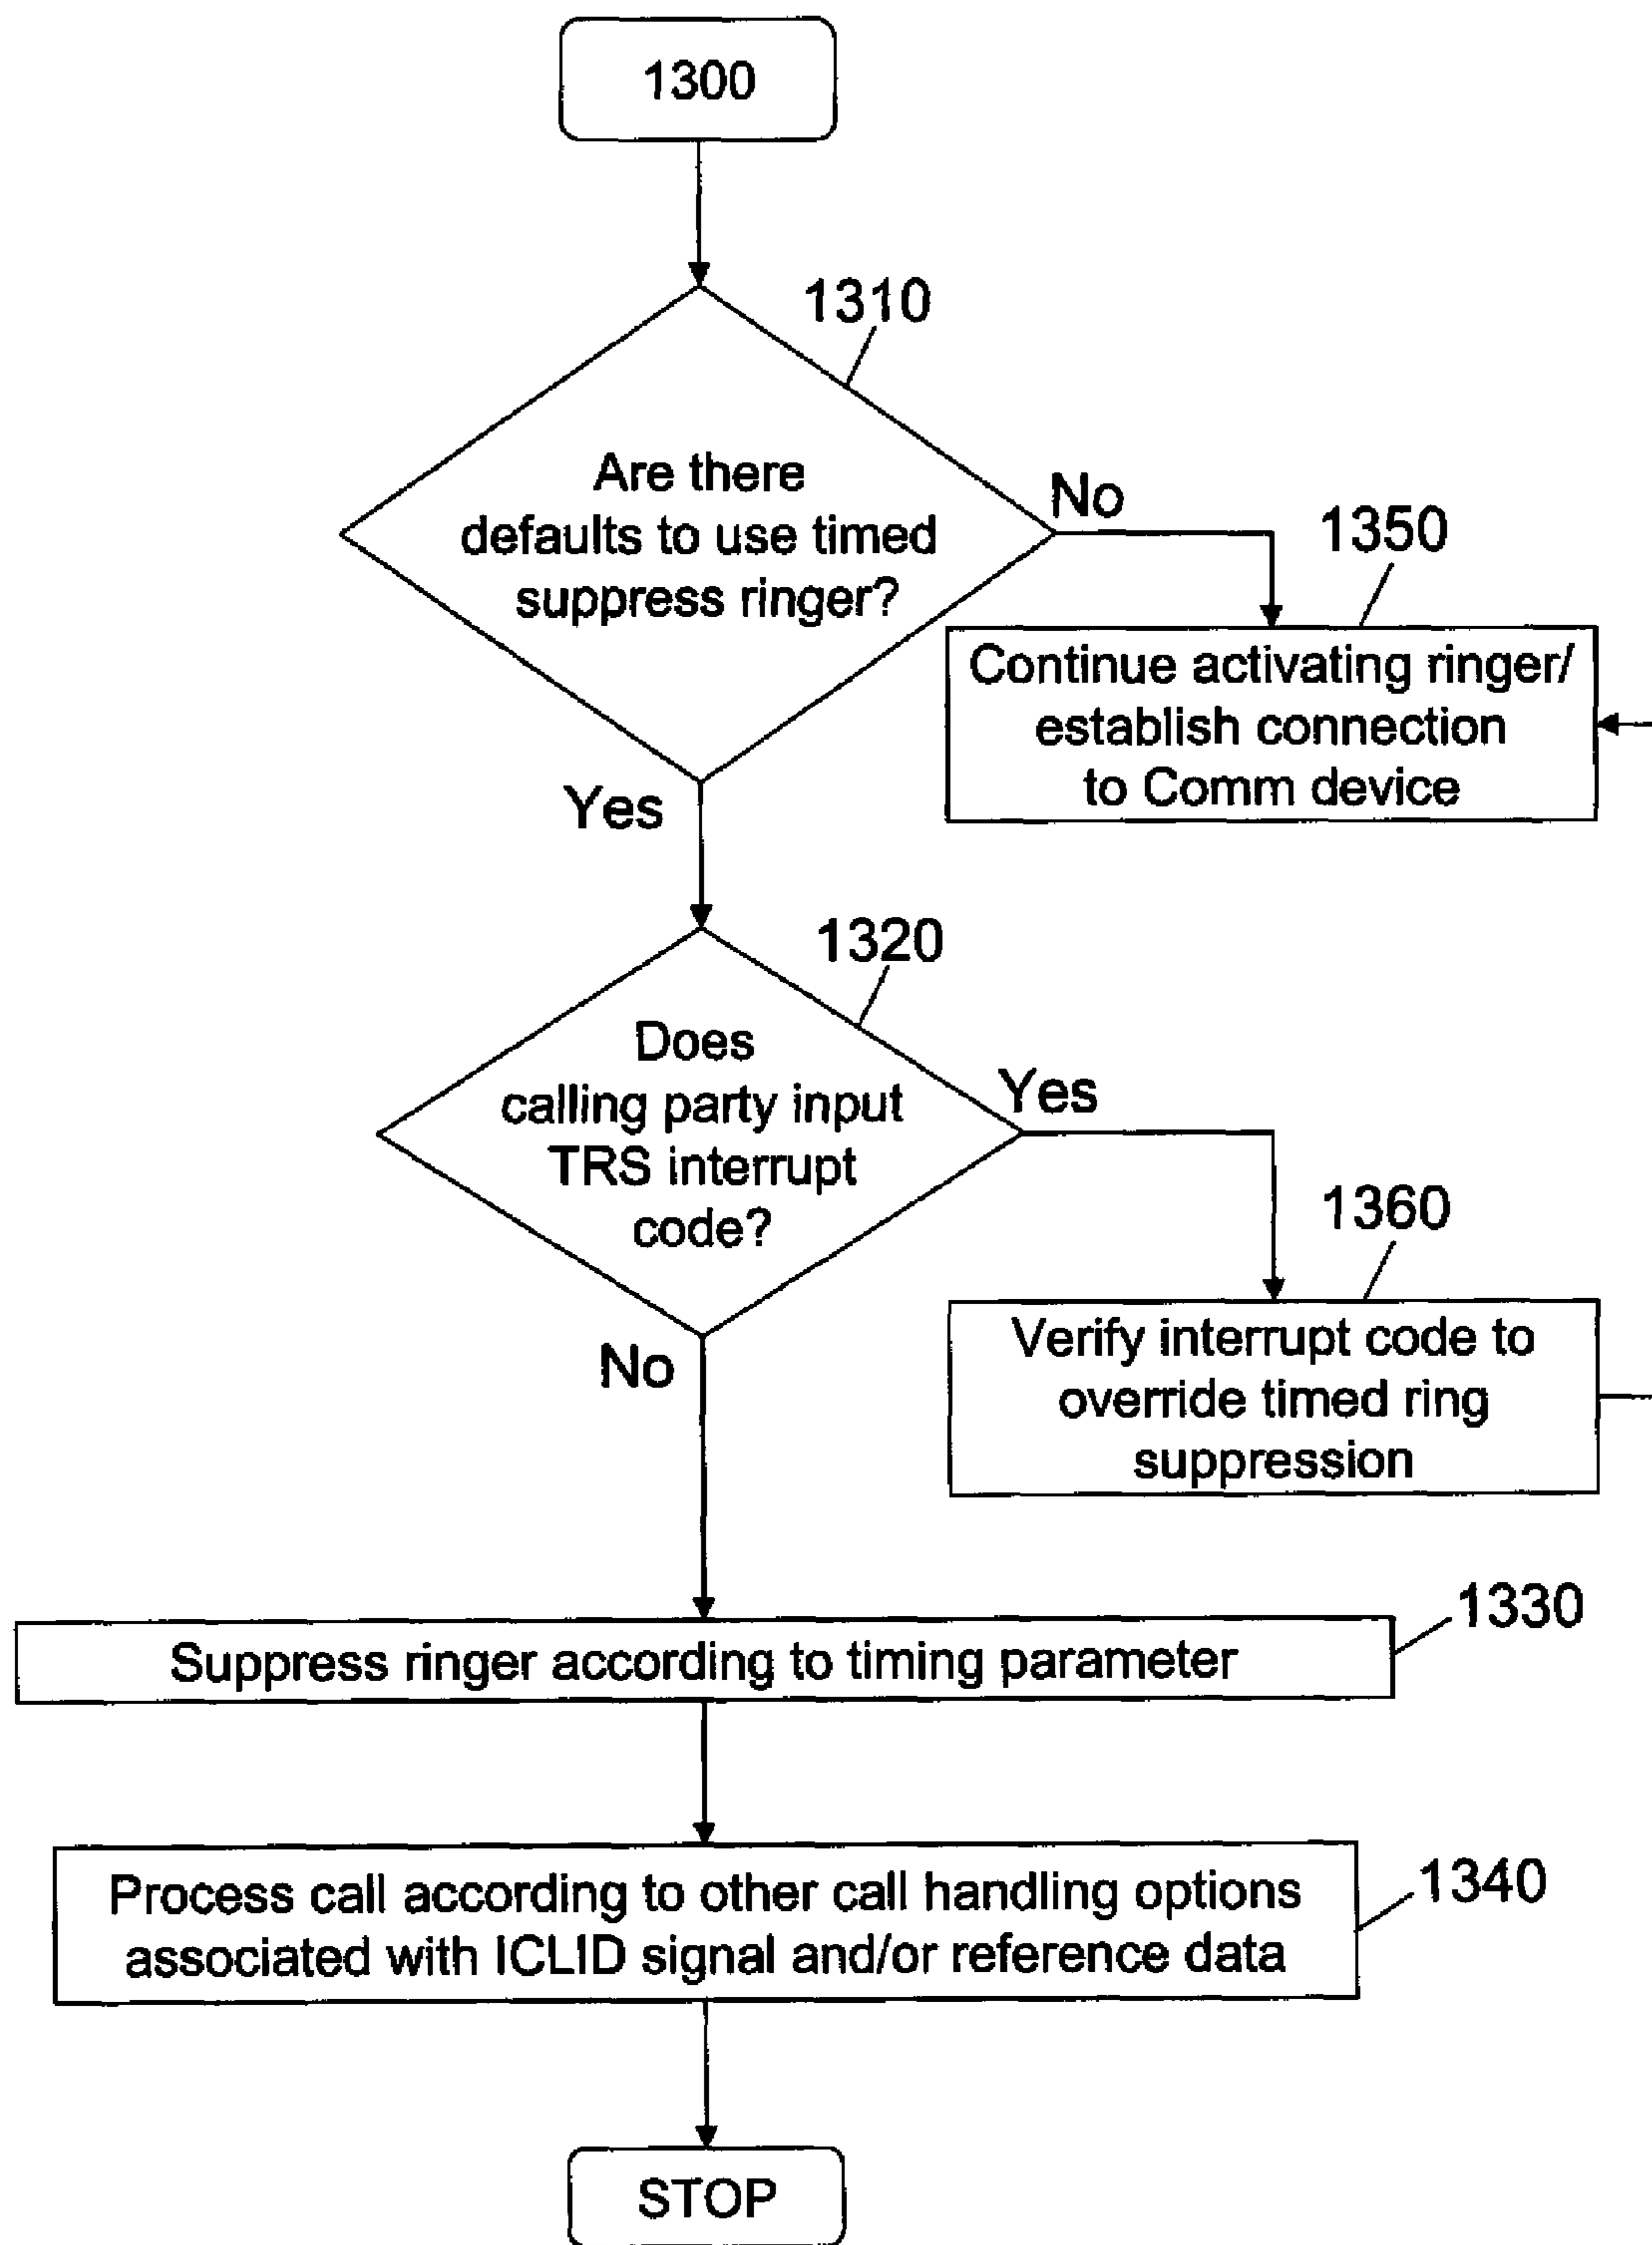 1300
1310
Are there
defaults to use timed
suppress ringer?
No
1350
Continue activating ringer/
establish connection
to Comm device
Yes
1320
Does
calling party input
TRS interrupt
code?
Yes
1360
Verify interrupt code to
override timed ring
suppression
No
1330
Suppress ringer according to timing parameter
1340
Process call according to other call handling options
associated with ICLID signal and/or reference data
STOP